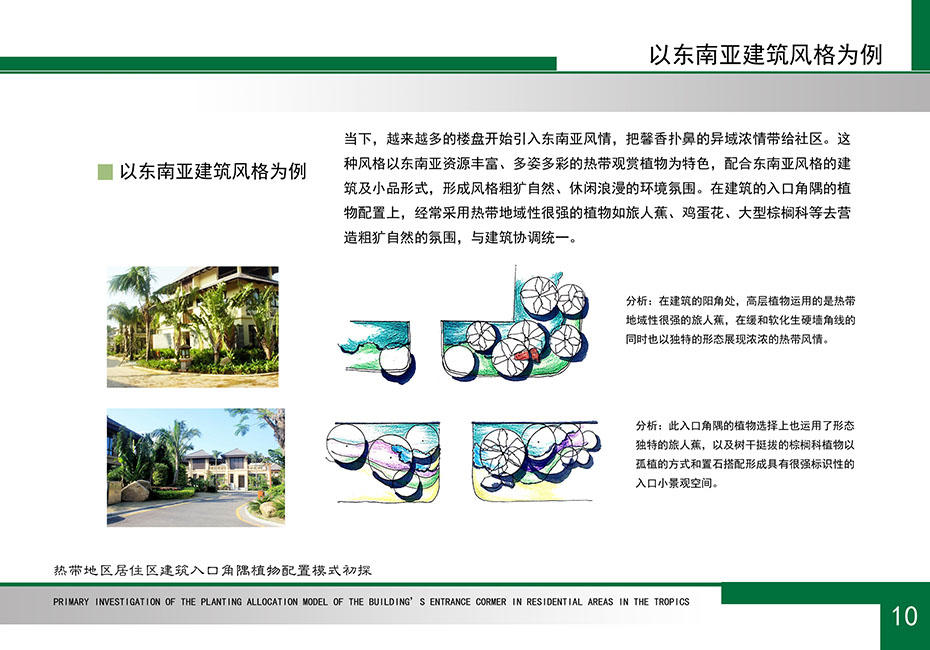 以东南亚建筑风格为例
以东南亚建筑风格为例
当下，越来越多的楼盘开始引入东南亚风情，把馨香扑鼻的异域浓情带给社区。这
种风格以东南亚资源丰富、多姿多彩的热带观赏植物为特色，配合东南亚风格的建
筑及小品形式，形成风格粗犷自然、休闲浪漫的环境氛围。在建筑的入口角隅的植
物配置上，经常采用热带地域性很强的植物如旅人蕉、鸡蛋花、大型棕榈科等去营
造粗犷自然的氛围，与建筑协调统一。
分析：在建筑的阳角处，高层植物运用的是热带
地域性很强的旅人蕉，在缓和软化生硬墙角线的
同时也以独特的形态展现浓浓的热带风情。
分析：此入口角隅的植物选择上也运用了形态
独特的旅人蕉，以及树干挺拔的棕榈科植物以
孤植的方式和置石搭配形成具有很强标识性的
入口小景观空间。
热带地区居住区建筑入口角隅植物配置模式初探
PRIMARY INVESTIGATION OF THE PLANTING ALLOCATION MODEL OF THE BUILDING'S ENTRANCE CORMER IN RESIDENTIAL AREAS IN THE TROPICS
10